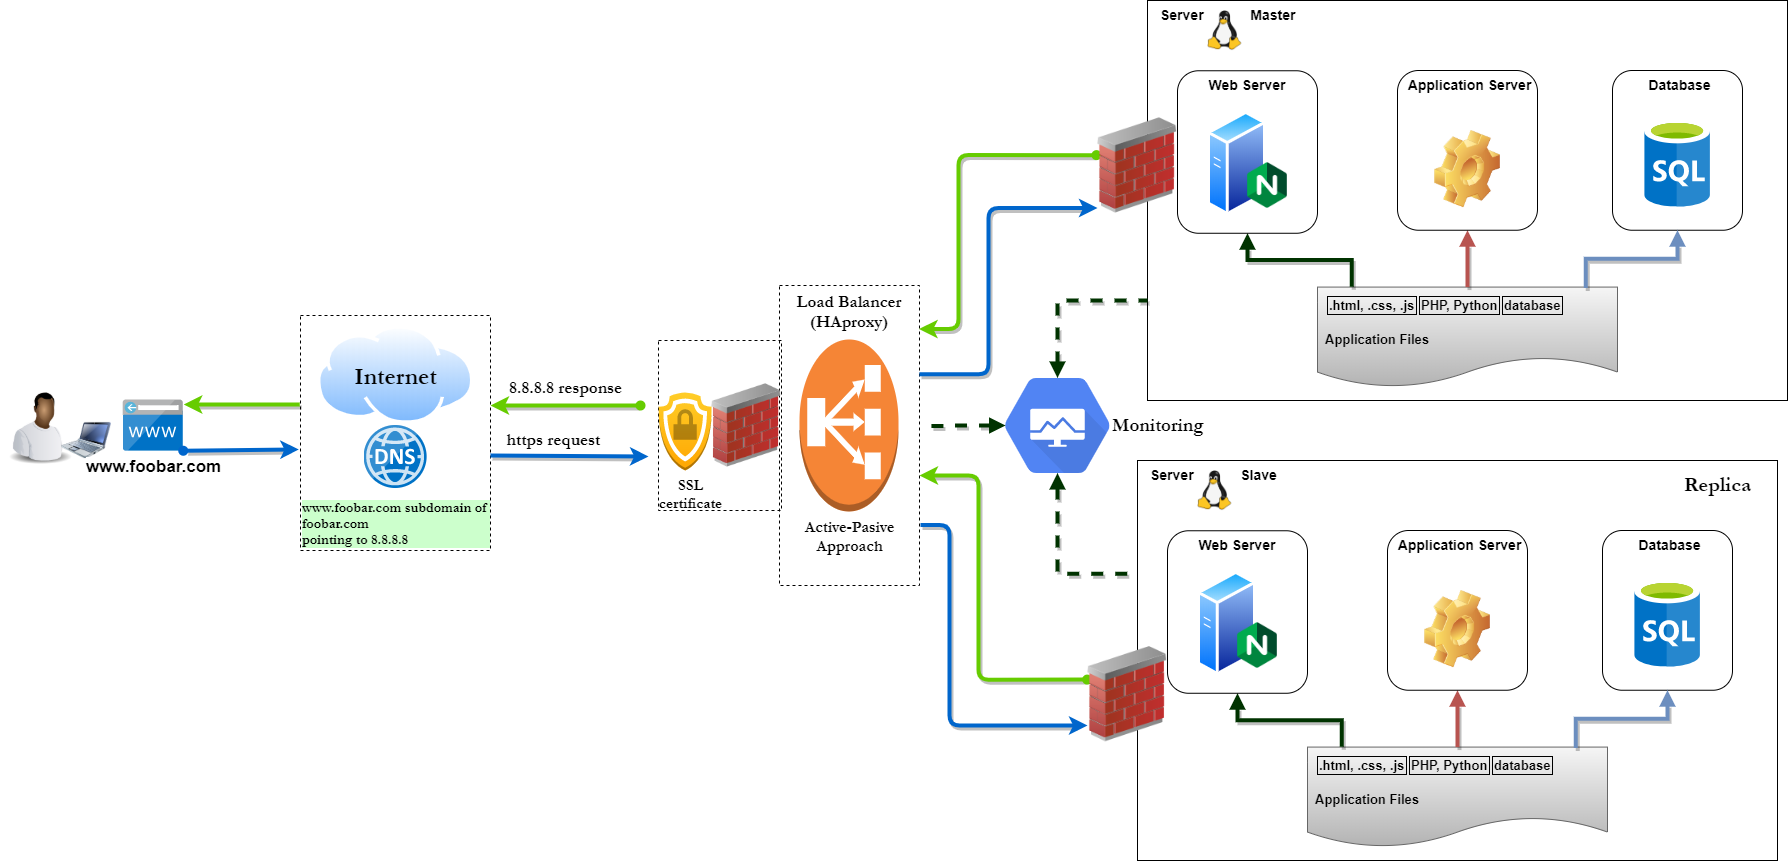 www.foobar.com
WWW
Internet
DNS
www.foobar.com subdomain of
foobar.com
pointing to 8.8.8.8
8.8.8.8 response
https request
SSL
certificate
Load Balancer
(HAproxy)
Active-Pasive
Approach
Monitoring
Server Master
Web Server
N
Application Server
Database
SQL
.html, .css, .js PHP, Python database
Application Files
Server Slave
Replica
Web Server
N
Application Server
Database
SQL
.html, .css, .js PHP, Python database
Application Files